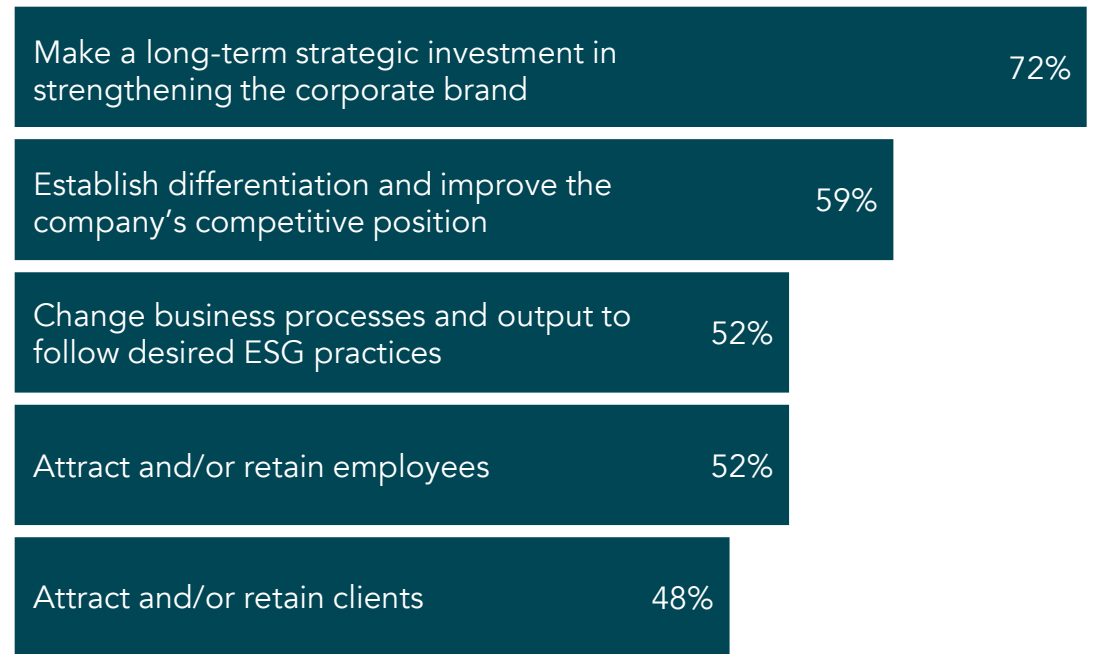 Make a long-term strategic investment in
strengthening the corporate brand
72%
Establish differentiation and improve the
company’s competitive position
59%
Change business processes and output to
follow desired ESG practices
52%
Attract and/or retain employees
52%
Attract and/or retain clients
48%